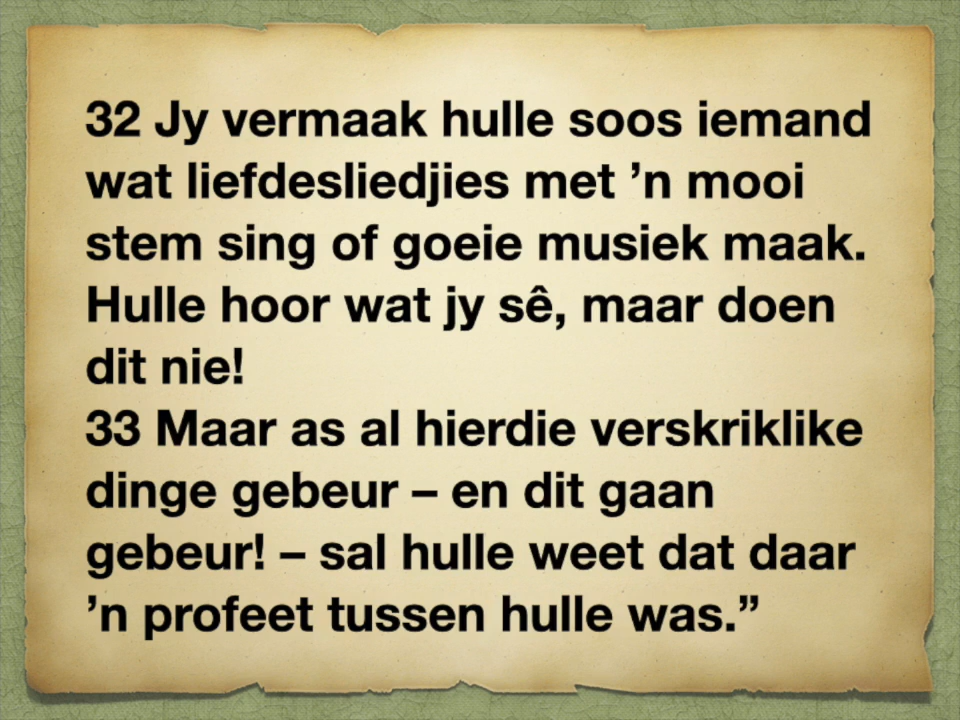 32 Jy vermaak hulle soos iemand
wat liefdesliedjies met ’n mooi
stem sing of goeie musiek maak.
Hulle hoor wat jy sê, maar doen
dit nie!
33 Maar as al hierdie verskriklike
dinge gebeur – en dit gaan
gebeur! – sal hulle weet dat daar
’n profeet tussen hulle was.”